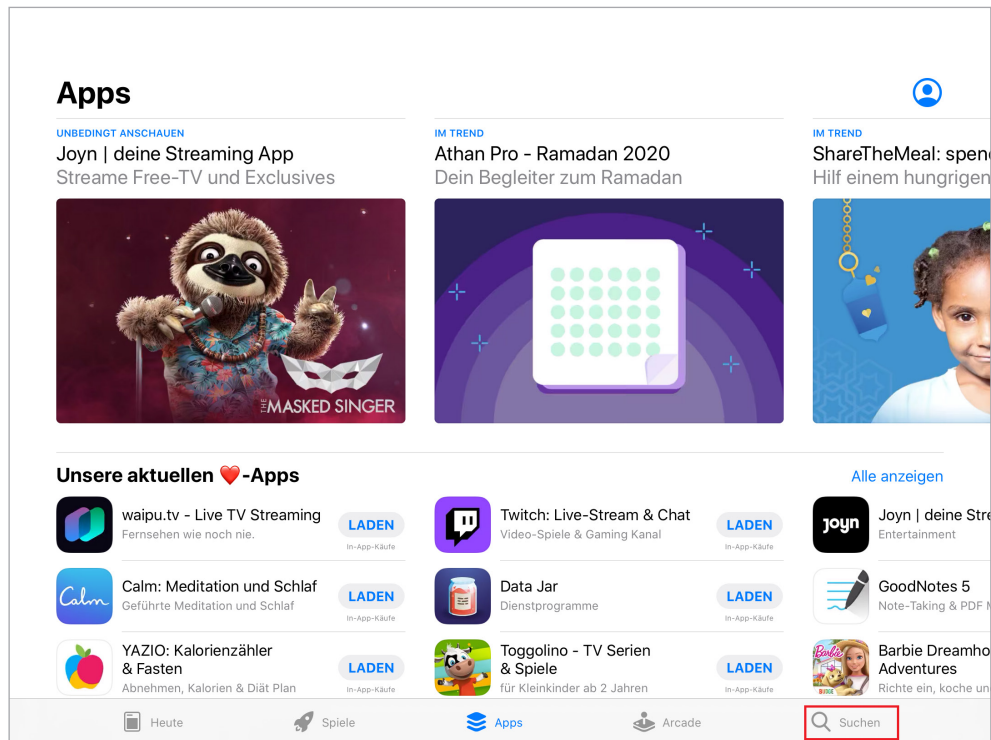 Apps
UNBEDINGT ANSCHAUEN
Joyn | deine Streaming App
Streame Free-TV und Exclusives
THE MASKED SINGER
IM TREND
Athan Pro - Ramadan 2020
Dein Begleiter zum Ramadan
IM TREND
ShareTheMeal: spen
Hilf einem hungrigen
Unsere aktuellen ❤️-Apps
Alle anzeigen
waipu.tv - Live TV Streaming
Fernsehen wie noch nie.
LADEN
In-App-Käufe
Twitch: Live-Stream & Chat
Video-Spiele & Gaming Kanal
LADEN
In-App-Käufe
Joyn
Joyn | deine Stre
Entertainment
Calm
Calm: Meditation und Schlaf
Geführte Meditation und Schlaf
LADEN
In-App-Käufe
Data Jar
Dienstprogramme
LADEN
In-App-Käufe
GoodNotes 5
Note-Taking & PDF M
YAZIO: Kalorienzähler
& Fasten
Abnehmen, Kalorien & Diät Plan
LADEN
In-App-Käufe
Toggolino - TV Serien
& Spiele
für Kleinkinder ab 2 Jahren
LADEN
In-App-Käufe
Barbie
BUDGE
Barbie Dreamho
Adventures
Richte ein, koche un
Heute
Spiele
Apps
Arcade
Suchen